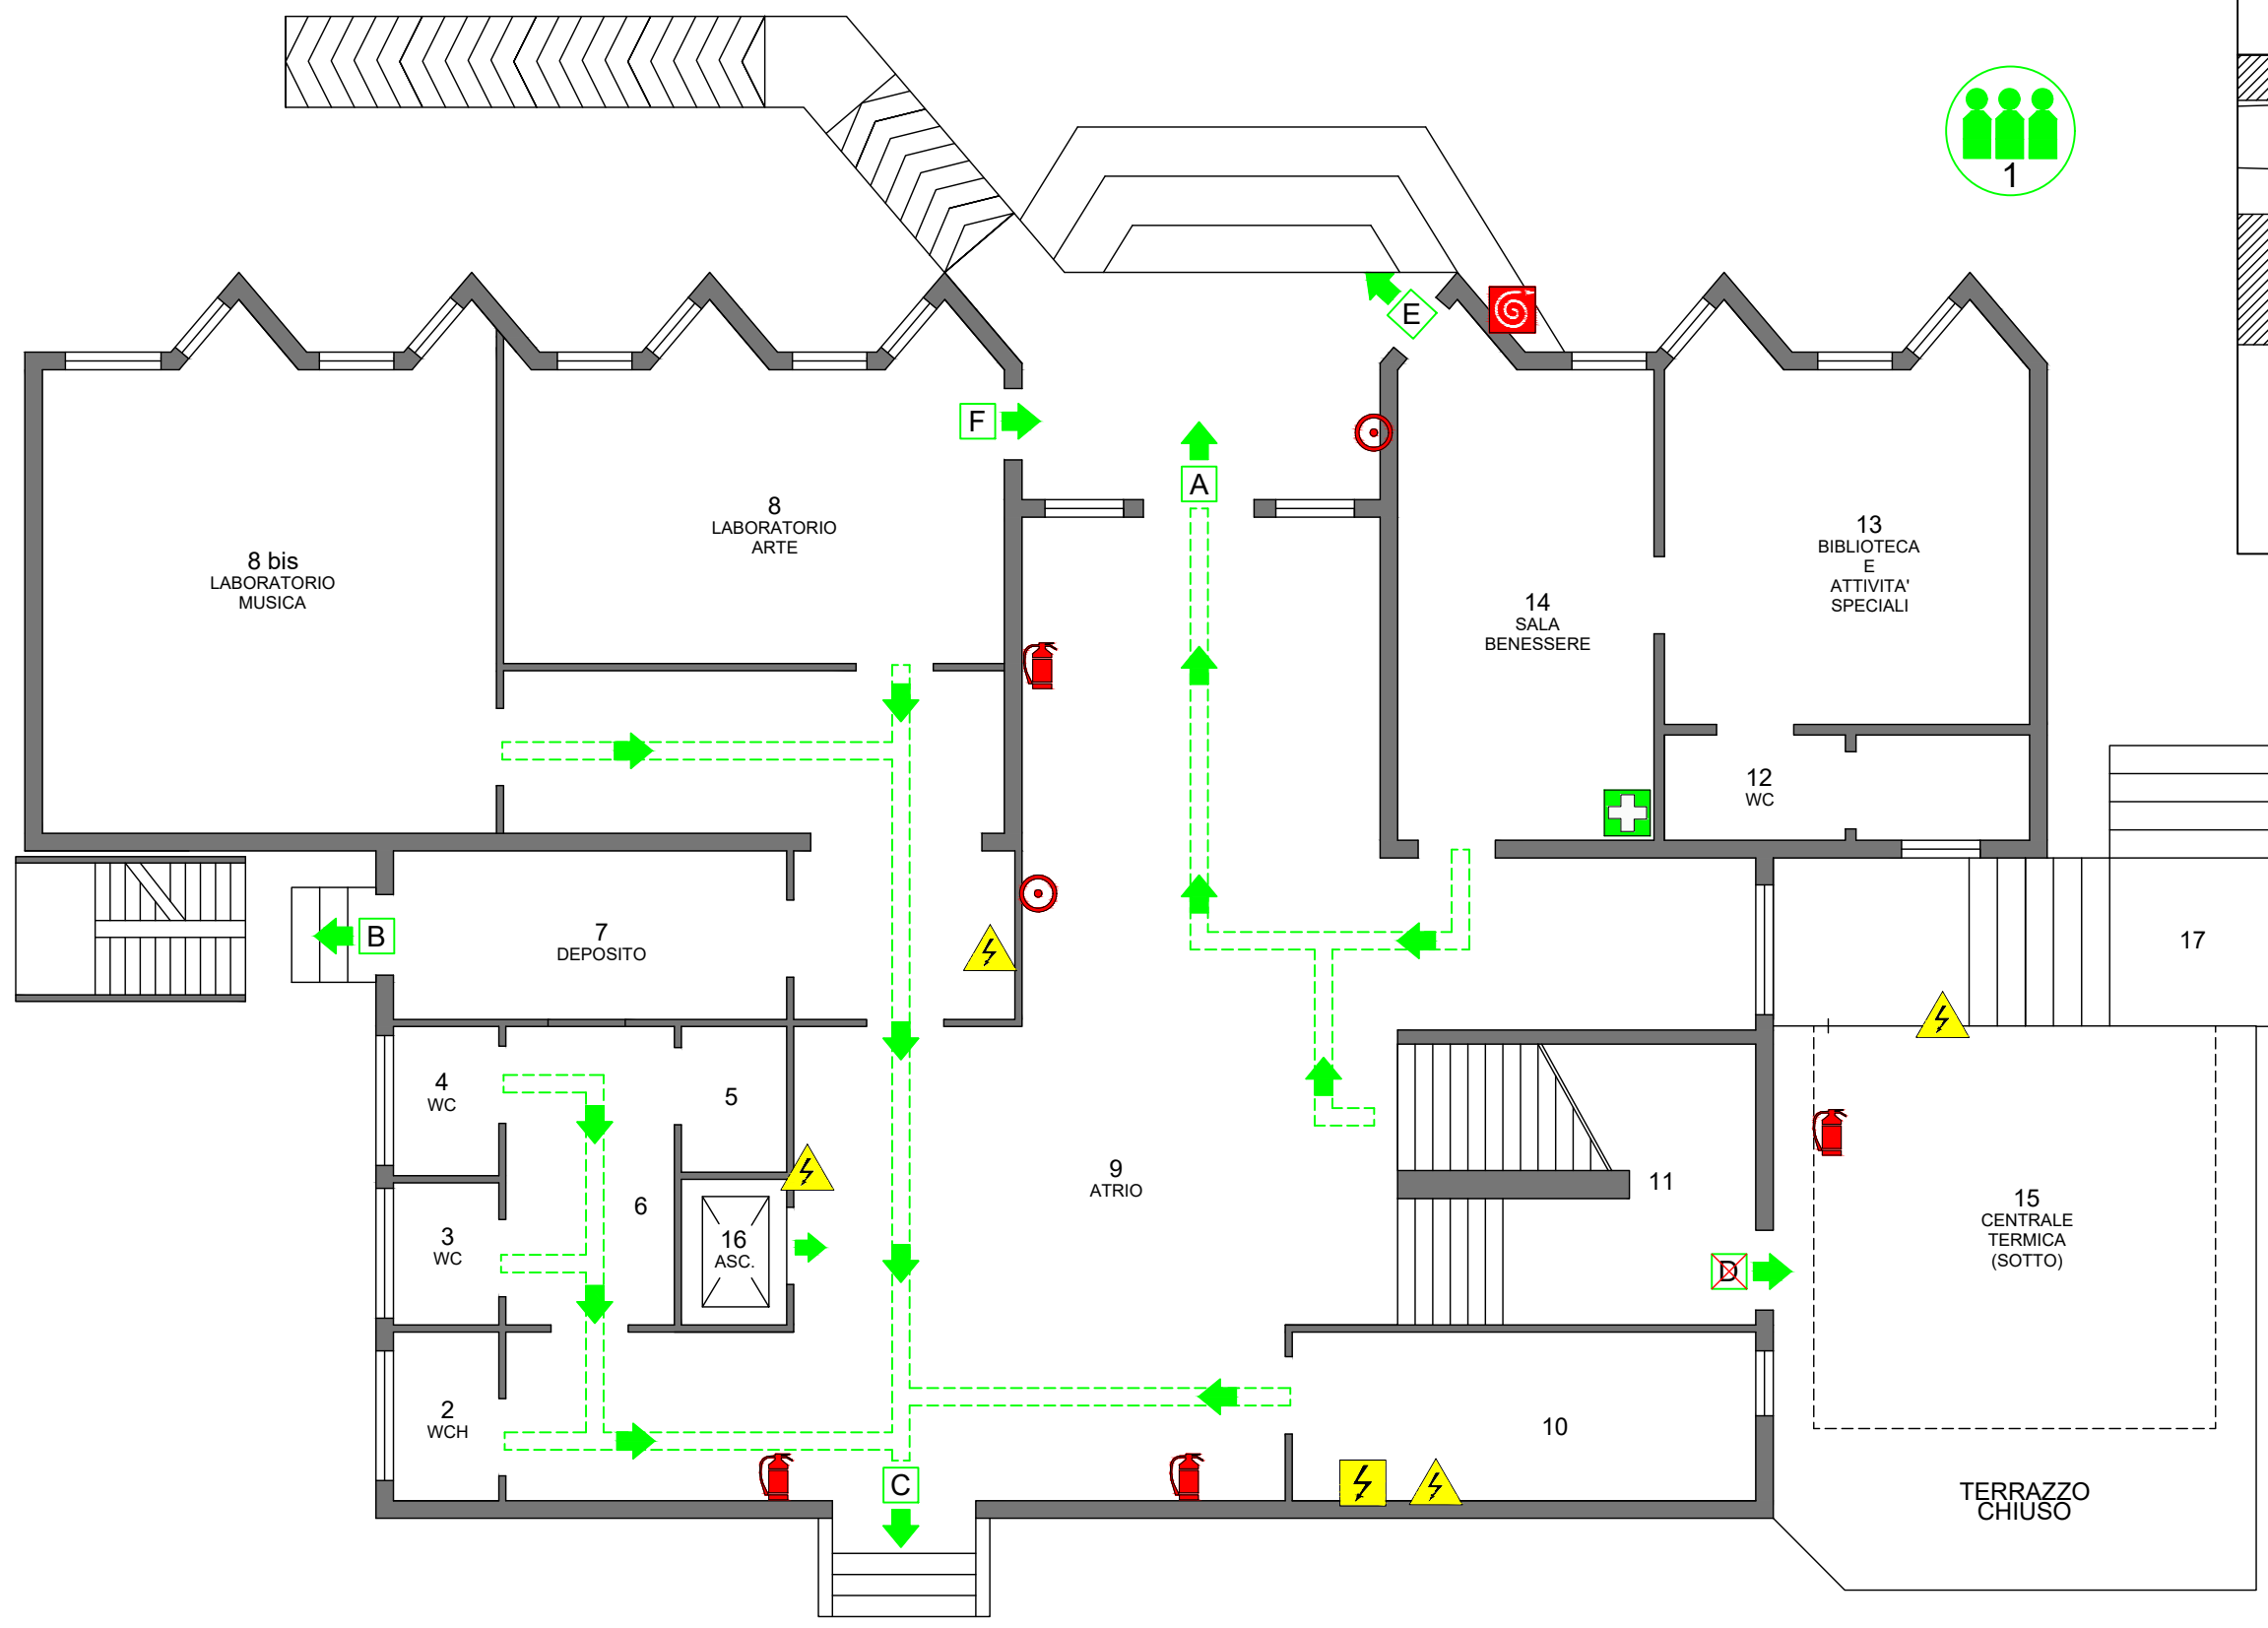 1
E
F
A
8
LABORATORIO
ARTE
8 bis
LABORATORIO
MUSICA
13
BIBLIOTECA
E
ATTIVITA'
SPECIALI
14
SALA
BENESSERE
12
WC
B
7
DEPOSITO
17
4
WC
5
9
ATRIO
11
6
3
WC
16
ASC.
15
CENTRALE
TERMICA
(SOTTO)
D
2
WCH
10
C
TERRAZZO
CHIUSO